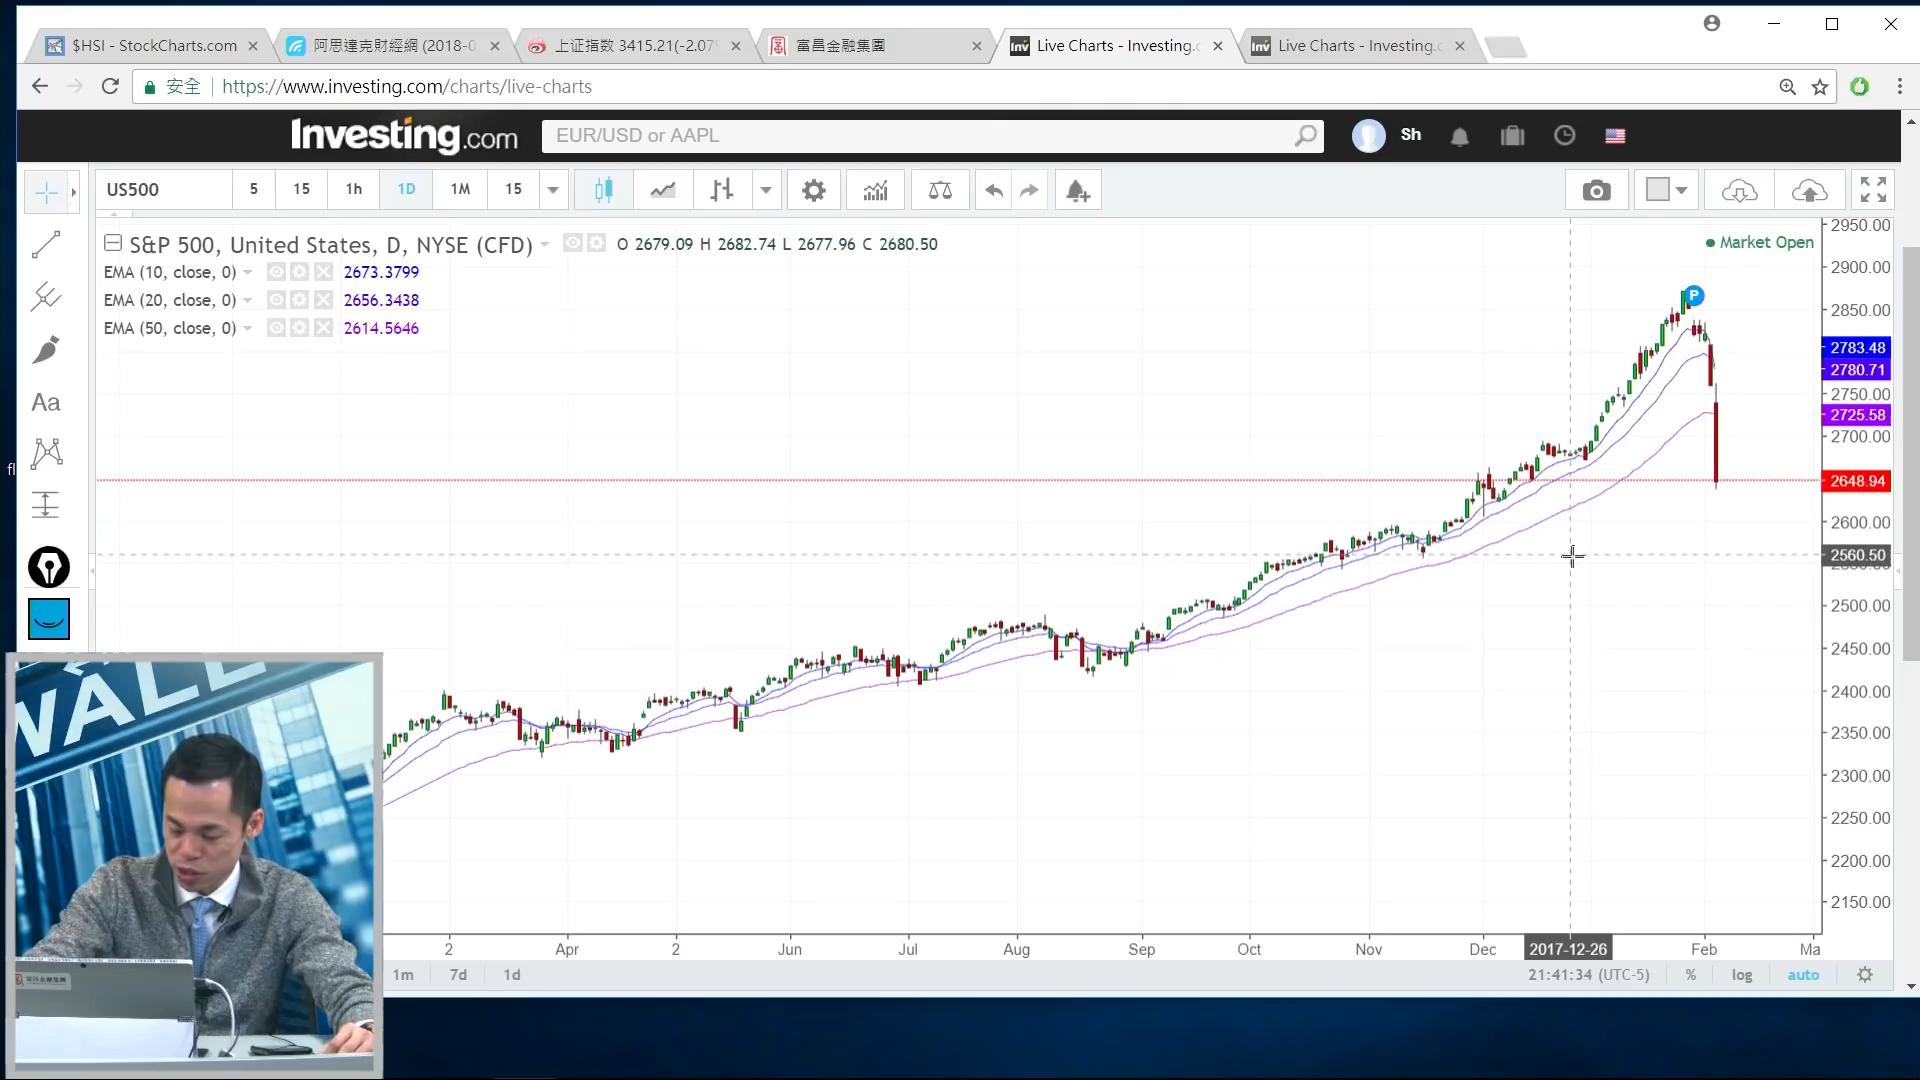 $HSI - StockCharts.com
阿思達克財經網 (2018-0
上证指数 3415.21(-2.07%
富昌金融集團
Live Charts - Investing.c
Live Charts - Investing.c
安全 https://www.investing.com/charts/live-charts
Investing.com
EUR/USD or AAPL
Sh
US500 5 15 1h 1D 1M 15
S&P 500, United States, D, NYSE (CFD) O 2679.09 H 2682.74 L 2677.96 C 2680.50
Market Open
EMA (10, close, 0) 2673.3799
EMA (20, close, 0) 2656.3438
EMA (50, close, 0) 2614.5646
Aa
fl
P
2950.00
2900.00
2850.00
2783.48
2780.71
2750.00
2725.58
2700.00
2648.94
2600.00
2560.50
2500.00
2450.00
2400.00
2350.00
2300.00
2250.00
2200.00
2150.00
2 Apr 2 Jun Jul Aug Sep Oct Nov Dec 2017-12-26 Feb Ma
1m 7d 1d 21:41:34 (UTC-5) % log auto
WALL
富昌金融集團